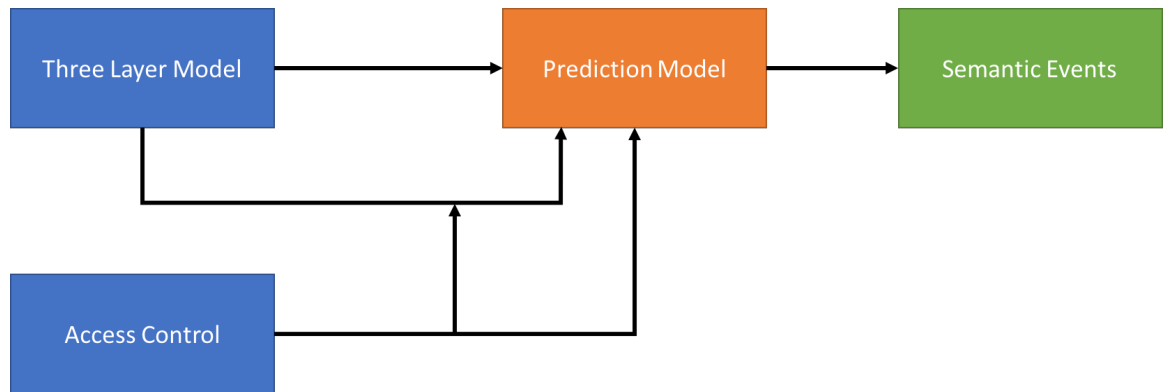 Three Layer Model
Prediction Model
Semantic Events
Access Control